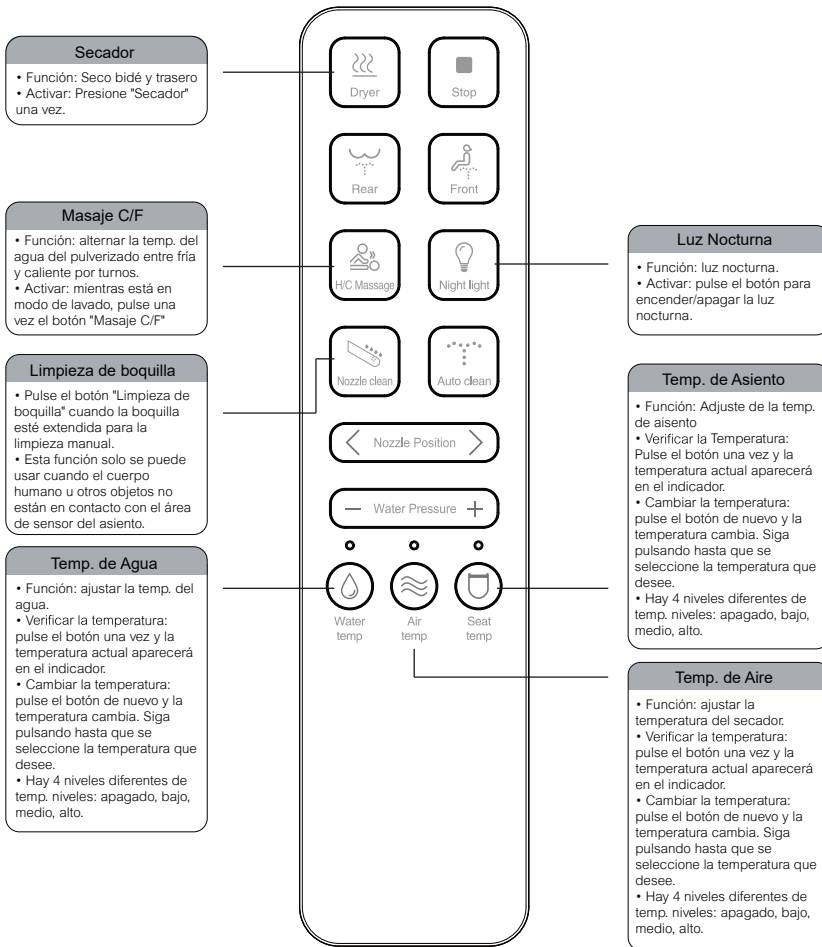 Secador
• Función: Seco bidé y trasero
• Activar: Presione "Secador"
una vez.
Masaje C/F
• Función: alternar la temp. del
agua del pulverizado entre fría
y caliente por turnos.
• Activar: mientras está en
modo de lavado, pulse una
vez el botón "Masaje C/F"
Limpieza de boquilla
• Pulse el botón "Limpieza de
boquilla" cuando la boquilla
esté extendida para la
limpieza manual.
• Esta función solo se puede
usar cuando el cuerpo
humano u otros objetos no
están en contacto con el área
de sensor del asiento.
Temp. de Agua
• Función: ajustar la temp. del
agua.
• Verificar la temperatura:
pulse el botón una vez y la
temperatura actual aparecerá
en el indicador.
• Cambiar la temperatura:
pulse el botón de nuevo y la
temperatura cambia. Siga
pulsando hasta que se
seleccione la temperatura que
desee.
• Hay 4 niveles diferentes de
temp. niveles: apagado, bajo,
medio, alto.
Dryer
Stop
Rear
Front
H/C Massage
Night light
Nozzle clean
Auto clean
Nozzle Position
Water Pressure
Water
temp
Air
temp
Seat
temp
Luz Nocturna
• Función: luz nocturna.
• Activar: pulse el botón para
encender/apagar la luz
nocturna.
Temp. de Asiento
• Función: Adjuste de la temp.
de aisento
• Verificar la Temperatura:
Pulse el botón una vez y la
temperatura actual aparecerá
en el indicador.
• Cambiar la temperatura:
pulse el botón de nuevo y la
temperatura cambia. Siga
pulsando hasta que se
seleccione la temperatura que
desee.
• Hay 4 niveles diferentes de
temp. niveles: apagado, bajo,
medio, alto.
Temp. de Aire
• Función: ajustar la
temperatura del secador.
• Verificar la temperatura:
pulse el botón una vez y la
temperatura actual aparecerá
en el indicador.
• Cambiar la temperatura:
pulse el botón de nuevo y la
temperatura cambia. Siga
pulsando hasta que se
seleccione la temperatura que
desee.
• Hay 4 niveles diferentes de
temp. niveles: apagado, bajo,
medio, alto.